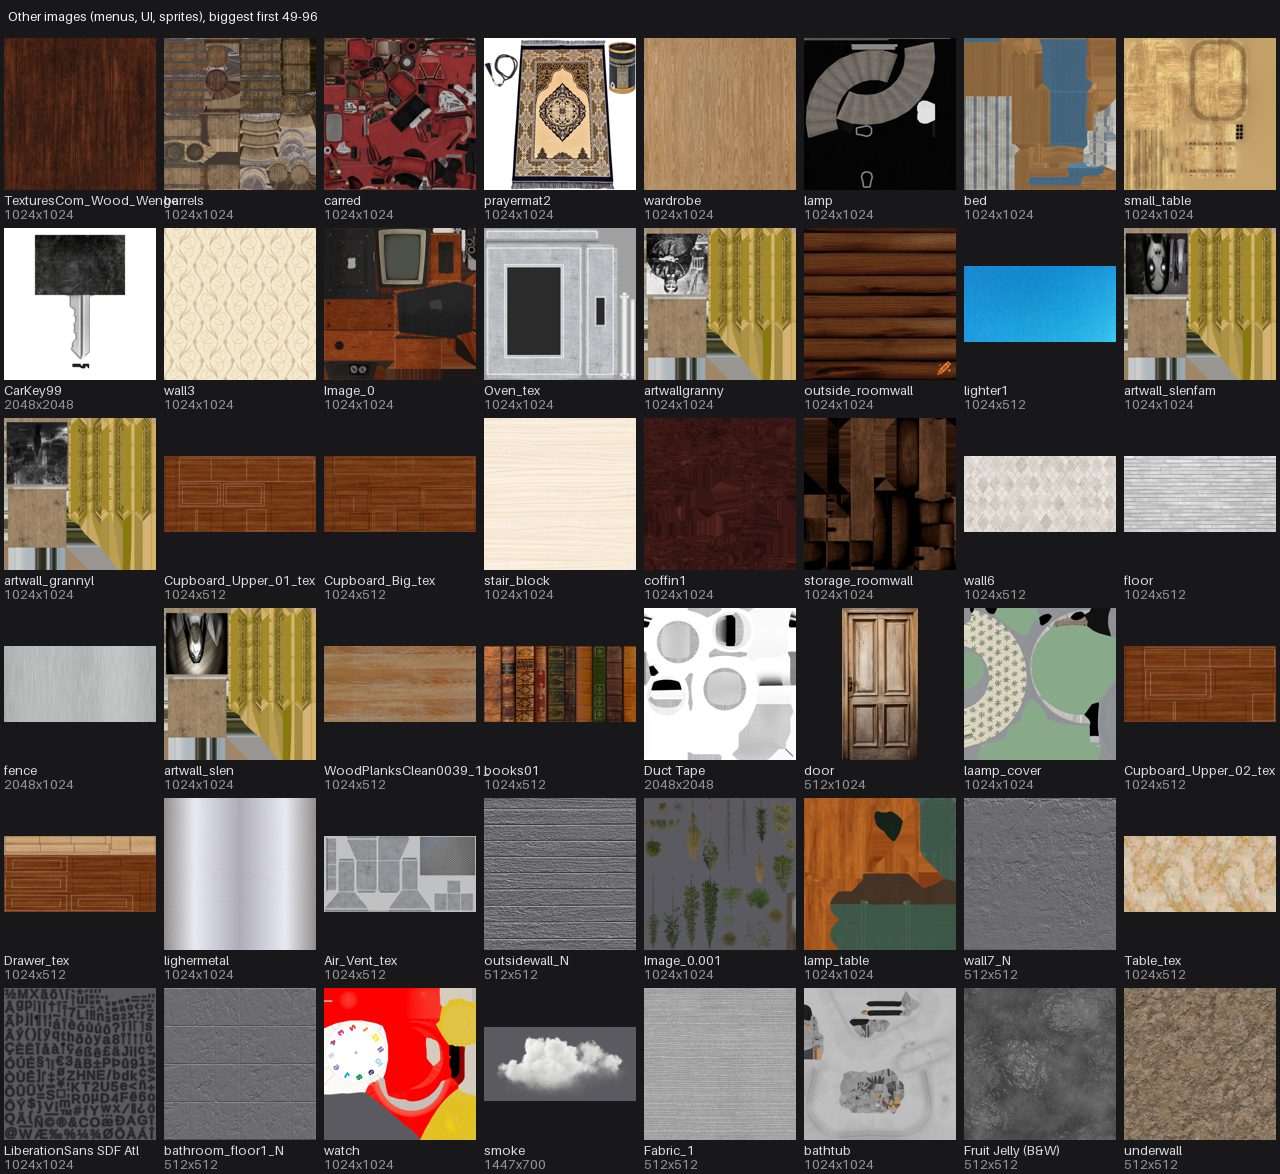 Other images (menus, UI, sprites), biggest first 49-96
TexturesCom_Wood_Wenge barrels carred prayermat2 wardrobe lamp bed small_table
1024x1024 1024x1024 1024x1024 1024x1024 1024x1024 1024x1024 1024x1024 1024x1024
CarKey99 wall3 Image_0 Oven_tex artwallgranny outside_roomwall lighter1 artwall_slenfam
2048x2048 1024x1024 1024x1024 1024x1024 1024x1024 1024x1024 1024x512 1024x1024
artwall_grannyl Cupboard_Upper_01_tex Cupboard_Big_tex stair_block coffin1 storage_roomwall wall6 floor
1024x1024 1024x512 1024x512 1024x1024 1024x1024 1024x1024 1024x512 1024x512
fence artwall_slen WoodPlanksClean0039_1 books01 Duct Tape door laamp_cover Cupboard_Upper_02_tex
2048x1024 1024x1024 1024x512 1024x512 2048x2048 512x1024 1024x1024 1024x512
Drawer_tex lighermetal Air_Vent_tex outsidewall_N Image_0.001 lamp_table wall7_N Table_tex
1024x512 1024x1024 1024x512 512x512 1024x1024 1024x1024 512x512 1024x512
LiberationSans SDF Atl bathroom_floor1_N watch smoke Fabric_1 bathtub Fruit Jelly (B&W) underwall
1024x1024 512x512 1024x1024 1447x700 512x512 1024x1024 512x512 512x512